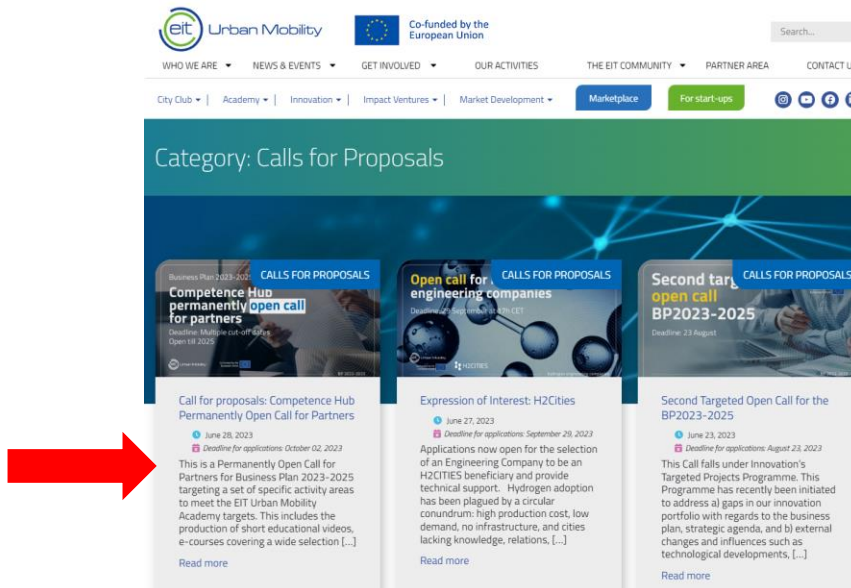 eit Urban Mobility
Co-funded by the
European Union
Search...
WHO WE ARE NEWS & EVENTS GET INVOLVED OUR ACTIVITIES THE EIT COMMUNITY PARTNER AREA CONTACT U
City Club | Academy | Innovation | Impact Ventures | Market Development Marketplace For start-ups
Category: Calls for Proposals
Business Plan 2023-202
CALLS FOR PROPOSALS
Competence Hub
permanently open call
for partners
Deadline: Multiple cut-off dates
Open till 2025
Urban Mobility
BP 2023-2025
Call for proposals: Competence Hub
Permanently Open Call for Partners
June 28, 2023
Deadline for applications: October 02, 2023
This is a Permanently Open Call for
Partners for Business Plan 2023-2025
targeting a set of specific activity areas
to meet the EIT Urban Mobility
Academy targets. This includes the
production of short educational videos,
e-courses covering a wide selection [...]
Read more
CALLS FOR PROPOSALS
Open call for
engineering companies
Deadline: 29 September at 17h CET
H2CITIES
Expression of Interest: H2Cities
June 27, 2023
Deadline for applications: September 29, 2023
Applications now open for the selection
of an Engineering Company to be an
H2CITIES beneficiary and provide
technical support. Hydrogen adoption
has been plagued by a circular
conundrum: high production cost, low
demand, no infrastructure, and cities
lacking knowledge, relations, [...]
Read more
CALLS FOR PROPOSALS
Second targ
open call
BP2023-2025
Deadline: 23 August
Second Targeted Open Call for the
BP2023-2025
June 23, 2023
Deadline for applications: August 23, 2023
This Call falls under Innovation's
Targeted Projects Programme. This
Programme has recently been initiated
to address a) gaps in our innovation
portfolio with regards to the business
plan, strategic agenda, and b) external
changes and influences such as
technological developments, [...]
Read more